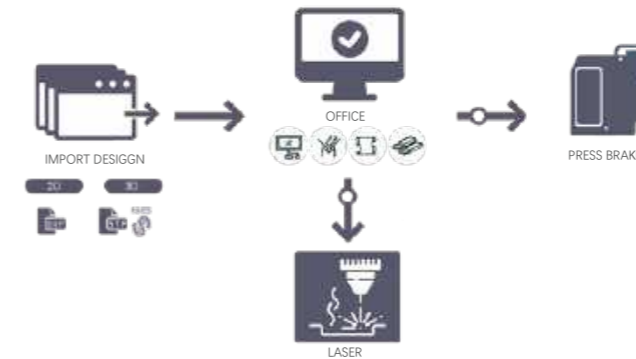 OFFICE
IMPORT DESIGGN
PRESS BRAK
2D
3D
LASER